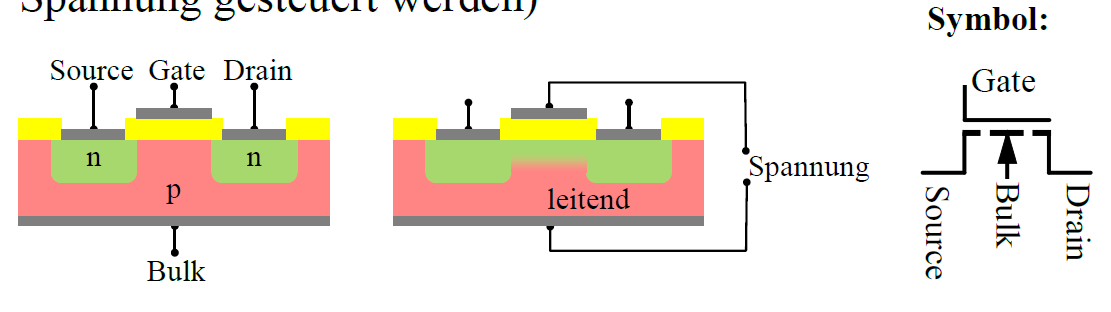 Spannung gesteuert werden)
Symbol:
Source Gate Drain
n
n
p
Bulk
Spannung
leitend
Gate
Source
Bulk
Drain